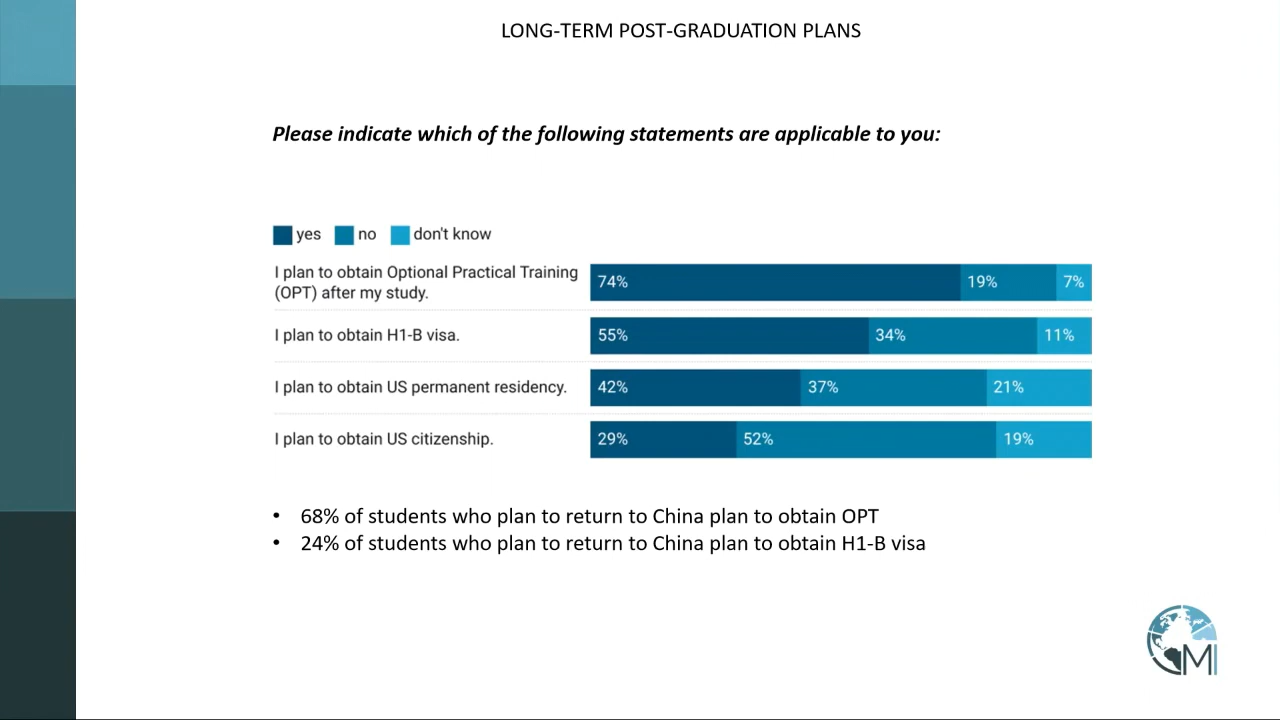 LONG-TERM POST-GRADUATION PLANS
Please indicate which of the following statements are applicable to you:
yes no don't know
I plan to obtain Optional Practical Training
(OPT) after my study.
74% 19% 7%
I plan to obtain H1-B visa.
55% 34% 11%
I plan to obtain US permanent residency.
42% 37% 21%
I plan to obtain US citizenship.
29% 52% 19%
• 68% of students who plan to return to China plan to obtain OPT
• 24% of students who plan to return to China plan to obtain H1-B visa
MI